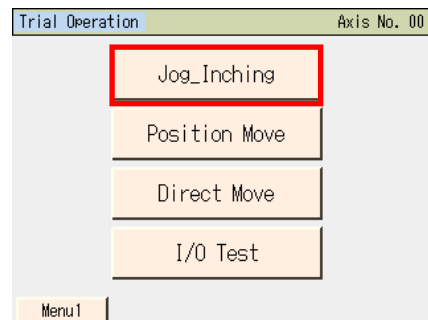 Trial Operation Axis No. 00
Jog_Inching
Position Move
Direct Move
I/O Test
Menu1